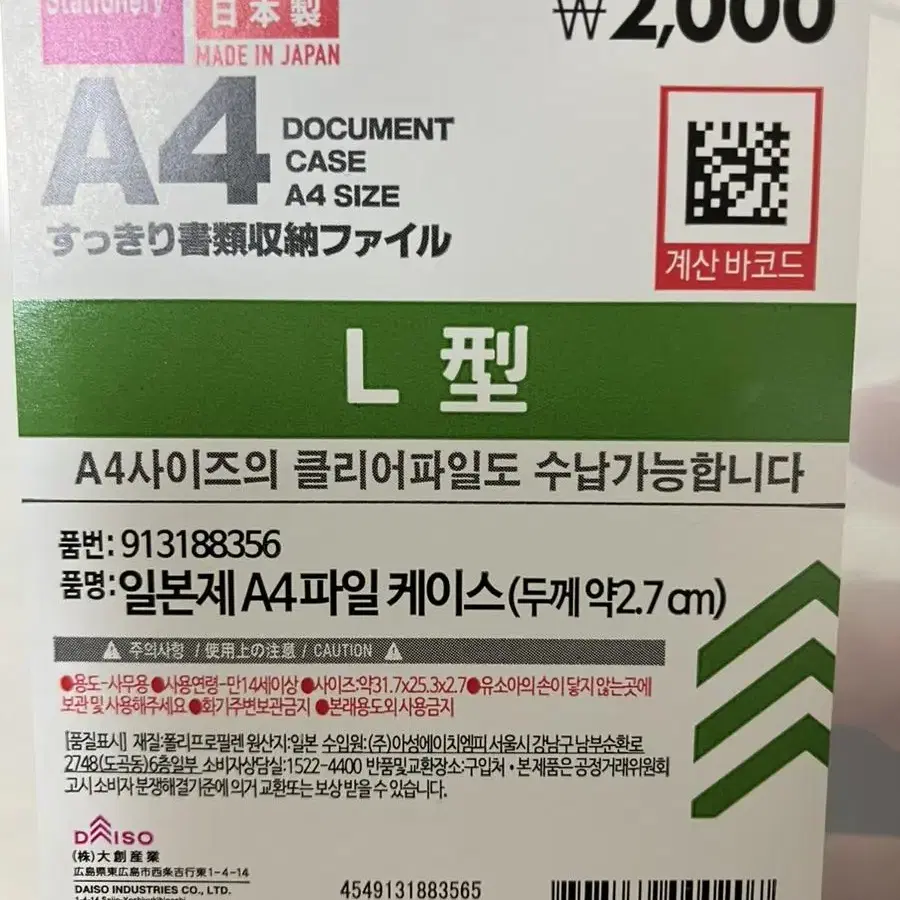 Stationery
日本製
₩2,000
MADE IN JAPAN
A4 DOCUMENT
CASE
A4 SIZE
すっきり書類収納ファイル
계산 바코드
L 型
A4사이즈의 클리어파일도 수납가능합니다
품번: 913188356
품명: 일본제 A4 파일 케이스 (두께 약2.7 cm)
주의사항 / 使用上の注意 / CAUTION
●용도-사무용 ●사용연령-만14세이상 ●사이즈:약31.7x25.3x2.7 ●유소아의 손이 닿지 않는곳에
보관 및 사용해주세요 ●화기주변보관금지 ●본래용도외 사용금지
[품질표시] 재질:폴리프로필렌 원산지:일본 수입원:(주)아성에이치엠피 서울시 강남구 남부순환로
2748(도곡동)6층일부 소비자상담실:1522-4400 반품및교환장소:구입처 • 본 제품은 공정거래위원회
고시 소비자 분쟁해결기준에 의거 교환또는 보상 받을 수 있습니다.
DAISO
(株)大創産業
広島県東広島市西条吉行東1-4-14
DAISO INDUSTRIES CO., LTD.
4549131883565